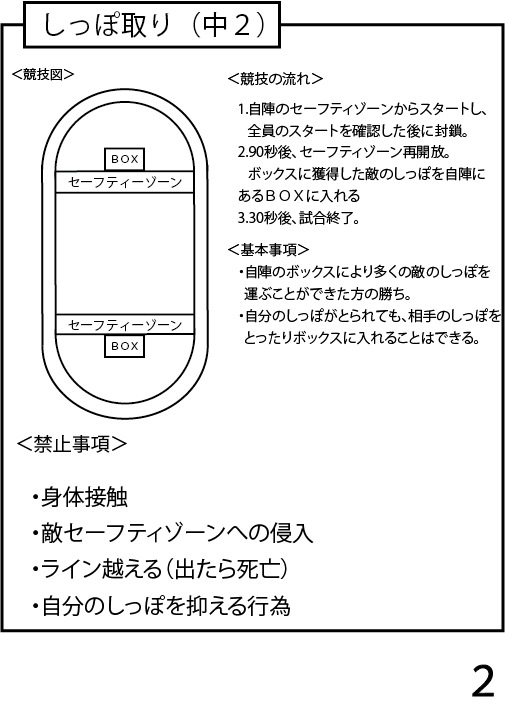 しっぽ取り（中２）
＜競技図＞
BOX
セーフティーゾーン
セーフティーゾーン
BOX
＜競技の流れ＞
1.自陣のセーフティゾーンからスタートし、
全員のスタートを確認した後に封鎖。
2.90秒後、セーフティゾーン再開放。
ボックスに獲得した敵のしっぽを自陣に
あるＢＯＸに入れる
3.30秒後、試合終了。
＜基本事項＞
・自陣のボックスにより多くの敵のしっぽを
運ぶことができた方の勝ち。
・自分のしっぽがとられても、相手のしっぽを
とったりボックスに入れることはできる。
＜禁止事項＞
・身体接触
・敵セーフティゾーンへの侵入
・ライン越える（出たら死亡）
・自分のしっぽを抑える行為
2